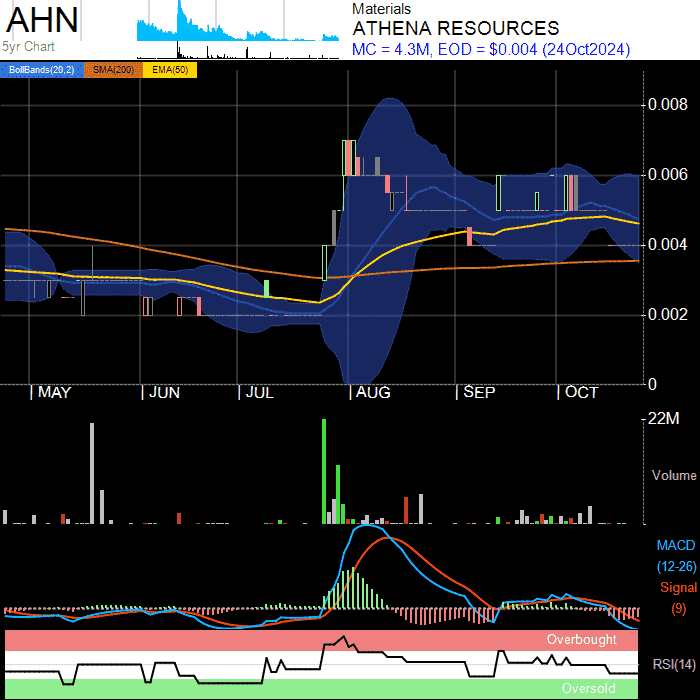 AHN
5yr Chart
Materials
ATHENA RESOURCES
MC = 4.3M, EOD = $0.004 (24Oct2024)
BollBands(20,2) SMA(200) EMA(50)
0.008
0.006
0.004
0.002
0
MAY JUN JUL AUG SEP OCT
22M
Volume
MACD
(12-26)
Signal
(9)
Overbought
RSI(14)
Oversold